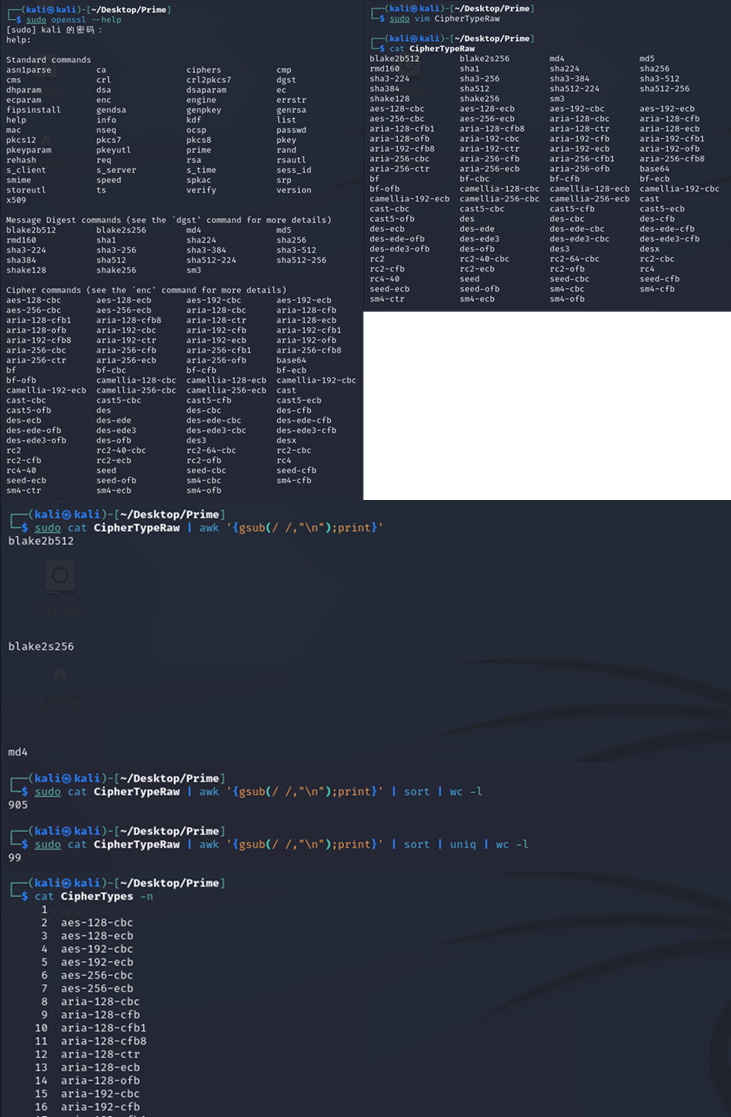 ┌──(kali㉿kali)-[~/Desktop/Prime]
└─$ sudo openssl --help
[sudo] kali 的密码：
help:

Standard commands
asn1parse ca ciphers cmp
cms crl crl2pkcs7 dgst
dhparam dsa dsaparam ec
ecparam enc engine errstr
fipsinstall gendsa genpkey genrsa
help info kdf list
mac nseq ocsp passwd
pkcs12 pkcs7 pkcs8 pkey
pkeyparam pkeyutl prime rand
rehash req rsa rsautl
s_client s_server s_time sess_id
smime speed spkac srp
storeutl ts verify version
x509

Message Digest commands (see the `dgst' command for more details)
blake2b512 blake2s256 md4 md5
rmd160 sha1 sha224 sha256
sha3-224 sha3-256 sha3-384 sha3-512
sha384 sha512 sha512-224 sha512-256
shake128 shake256 sm3

Cipher commands (see the `enc' command for more details)
aes-128-cbc aes-128-ecb aes-192-cbc aes-192-ecb
aes-256-cbc aes-256-ecb aria-128-cbc aria-128-cfb
aria-128-cfb1 aria-128-cfb8 aria-128-ctr aria-128-ecb
aria-128-ofb aria-192-cbc aria-192-cfb aria-192-cfb1
aria-192-cfb8 aria-192-ctr aria-192-ecb aria-192-ofb
aria-256-cbc aria-256-cfb aria-256-cfb1 aria-256-cfb8
aria-256-ctr aria-256-ecb aria-256-ofb base64
bf bf-cbc bf-cfb bf-ecb
bf-ofb camellia-128-cbc camellia-128-ecb camellia-192-cbc
camellia-192-ecb camellia-256-cbc camellia-256-ecb cast
cast-cbc cast5-cbc cast5-cfb cast5-ecb
cast5-ofb des des-cbc des-cfb
des-ecb des-ede des-ede-cbc des-ede-cfb
des-ede-ofb des-ede3 des-ede3-cbc des-ede3-cfb
des-ede3-ofb des-ofb des3 desx
rc2 rc2-40-cbc rc2-64-cbc rc2-cbc
rc2-cfb rc2-ecb rc2-ofb rc4
rc4-40 seed seed-cbc seed-cfb
seed-ecb seed-ofb sm4-cbc sm4-cfb
sm4-ctr sm4-ecb sm4-ofb

┌──(kali㉿kali)-[~/Desktop/Prime]
└─$ sudo vim CipherTypeRaw

┌──(kali㉿kali)-[~/Desktop/Prime]
└─$ cat CipherTypeRaw
blake2b512 blake2s256 md4 md5
rmd160 sha1 sha224 sha256
sha3-224 sha3-256 sha3-384 sha3-512
sha384 sha512 sha512-224 sha512-256
shake128 shake256 sm3
aes-128-cbc aes-128-ecb aes-192-cbc aes-192-ecb
aes-256-cbc aes-256-ecb aria-128-cbc aria-128-cfb
aria-128-cfb1 aria-128-cfb8 aria-128-ctr aria-128-ecb
aria-128-ofb aria-192-cbc aria-192-cfb aria-192-cfb1
aria-192-cfb8 aria-192-ctr aria-192-ecb aria-192-ofb
aria-256-cbc aria-256-cfb aria-256-cfb1 aria-256-cfb8
aria-256-ctr aria-256-ecb aria-256-ofb base64
bf bf-cbc bf-cfb bf-ecb
bf-ofb camellia-128-cbc camellia-128-ecb camellia-192-cbc
camellia-192-ecb camellia-256-cbc camellia-256-ecb cast
cast-cbc cast5-cbc cast5-cfb cast5-ecb
cast5-ofb des des-cbc des-cfb
des-ecb des-ede des-ede-cbc des-ede-cfb
des-ede-ofb des-ede3 des-ede3-cbc des-ede3-cfb
des-ede3-ofb des-ofb des3 desx
rc2 rc2-40-cbc rc2-64-cbc rc2-cbc
rc2-cfb rc2-ecb rc2-ofb rc4
rc4-40 seed seed-cbc seed-cfb
seed-ecb seed-ofb sm4-cbc sm4-cfb
sm4-ctr sm4-ecb sm4-ofb

┌──(kali㉿kali)-[~/Desktop/Prime]
└─$ sudo cat CipherTypeRaw | awk '{gsub(/ /,"\n");print}'
blake2b512
文件系统
blake2s256
主文件夹
md4
┌──(kali㉿kali)-[~/Desktop/Prime]
└─$ sudo cat CipherTypeRaw | awk '{gsub(/ /,"\n");print}' | sort | wc -l
905

┌──(kali㉿kali)-[~/Desktop/Prime]
└─$ sudo cat CipherTypeRaw | awk '{gsub(/ /,"\n");print}' | sort | uniq | wc -l
99

┌──(kali㉿kali)-[~/Desktop/Prime]
└─$ cat CipherTypes -n
1
2 aes-128-cbc
3 aes-128-ecb
4 aes-192-cbc
5 aes-192-ecb
6 aes-256-cbc
7 aes-256-ecb
8 aria-128-cbc
9 aria-128-cfb
10 aria-128-cfb1
11 aria-128-cfb8
12 aria-128-ctr
13 aria-128-ecb
14 aria-128-ofb
15 aria-192-cbc
16 aria-192-cfb